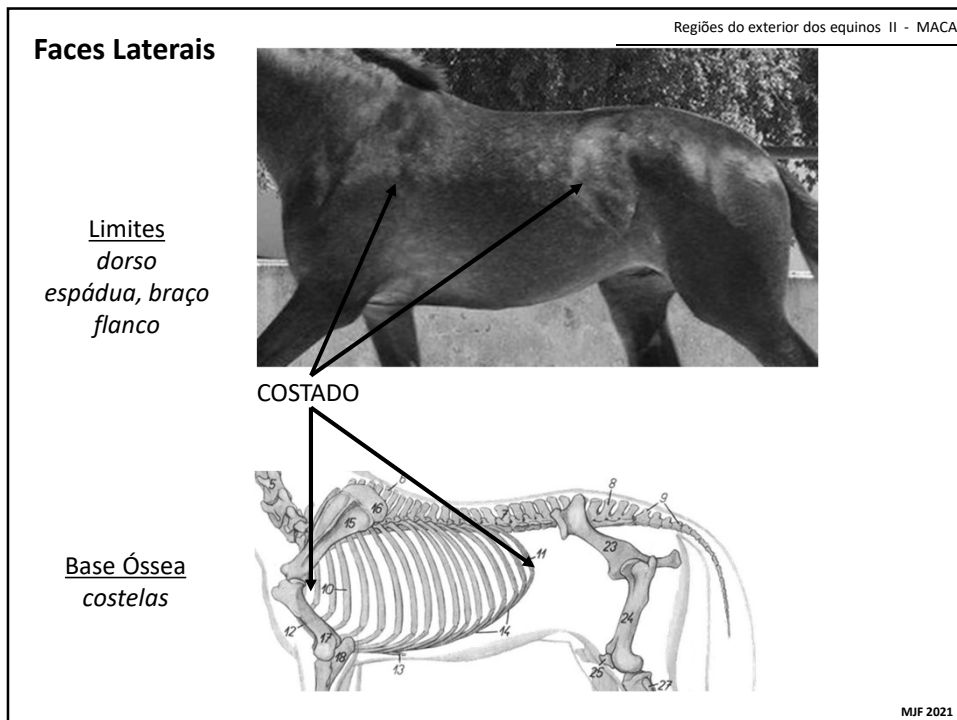 Regiões do exterior dos equinos II - MACA
Faces Laterais
Limites
dorso
espádua, braço
flanco
COSTADO
Base Óssea
costelas
5
6
7
8
9
10
11
12
13
14
15
16
17
18
23
24
25
27
MJF 2021